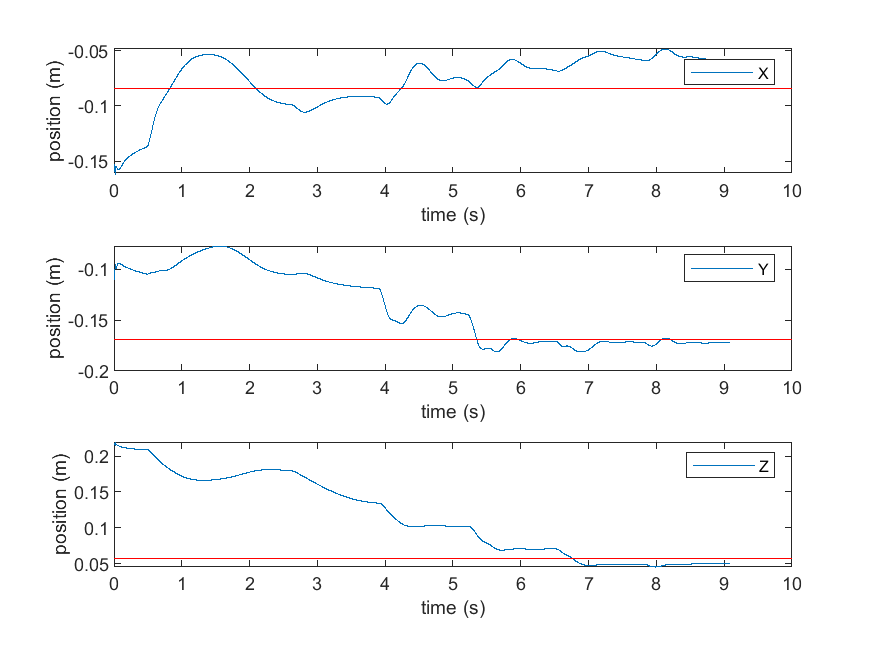 -0.05
-0.1
-0.15
position (m)
X
0 1 2 3 4 5 6 7 8 9 10
time (s)
-0.1
-0.15
-0.2
position (m)
Y
0 1 2 3 4 5 6 7 8 9 10
time (s)
0.2
0.15
0.1
0.05
position (m)
Z
0 1 2 3 4 5 6 7 8 9 10
time (s)